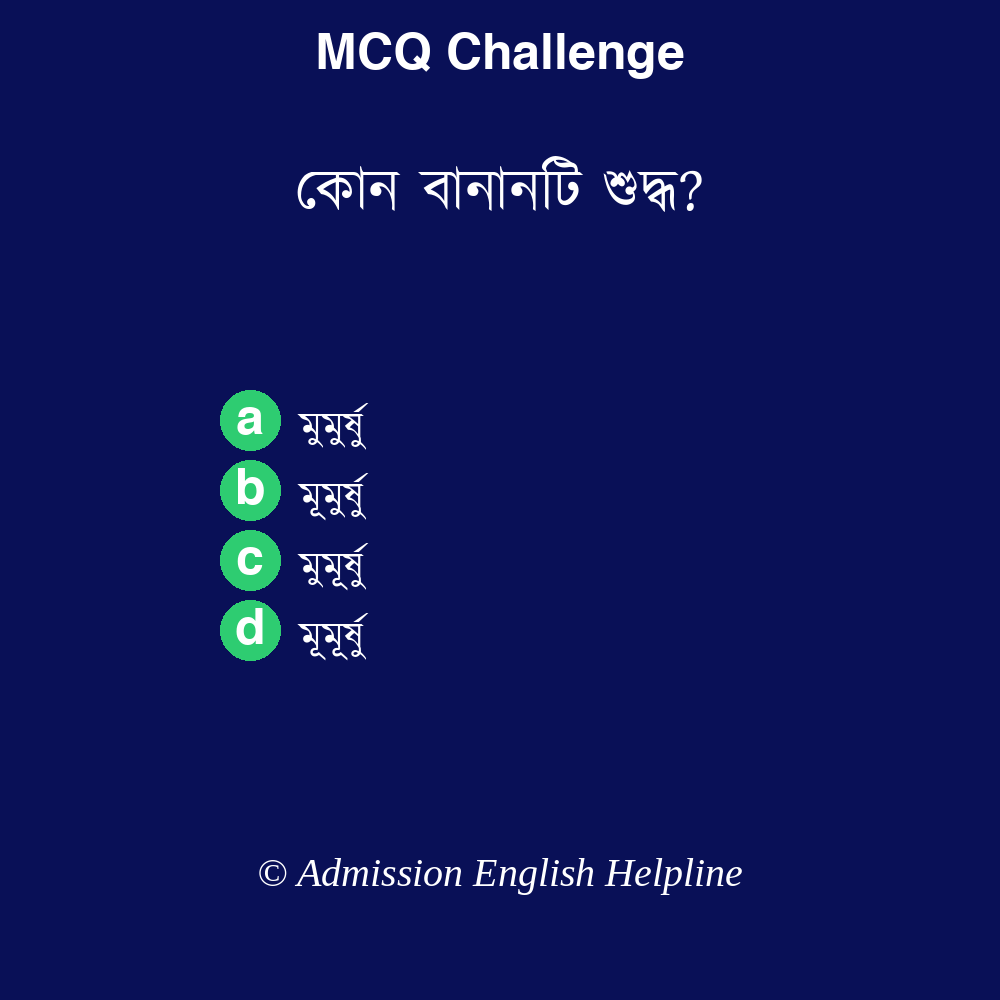 MCQ Challenge
কোন বানানটি শুদ্ধ?
a মুমুর্ষু
b মূমুর্ষু
c মুমূর্ষু
d মূমূর্ষু
© Admission English Helpline